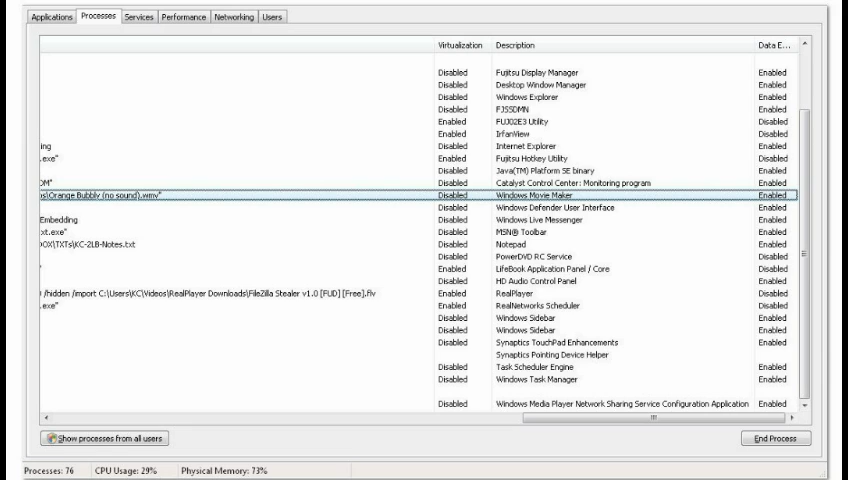 Applications Processes Services Performance Networking Users
Virtualization Description Data E...
Disabled Fujitsu Display Manager Enabled
Disabled Desktop Window Manager Enabled
Disabled Windows Explorer Enabled
Disabled FJSSDMN Enabled
Enabled FUJ02E3 Utility Disabled
Enabled IrfanView Disabled
ing Disabled Internet Explorer Enabled
.exe" Enabled Fujitsu Hotkey Utility Disabled
Disabled Java(TM) Platform SE binary Disabled
OM" Disabled Catalyst Control Center: Monitoring program Enabled
ns\Orange Bubbly (no sound).wmv" Disabled Windows Movie Maker Enabled
Disabled Windows Defender User Interface Enabled
Embedding Disabled Windows Live Messenger Enabled
xt.exe" Disabled MSN® Toolbar Enabled
OOX\TXTs\KC-2LB-Notes.txt Disabled Notepad Enabled
Disabled PowerDVD RC Service Disabled
" Enabled LifeBook Application Panel / Core Disabled
Disabled HD Audio Control Panel Enabled
0 /hidden /import C:\Users\KC\Videos\RealPlayer Downloads\FileZilla Stealer v1.0 [FUD] [Free].flv Enabled RealPlayer Disabled
.exe" Enabled RealNetworks Scheduler Disabled
Disabled Windows Sidebar Enabled
Disabled Windows Sidebar Enabled
Disabled Synaptics TouchPad Enhancements Enabled
Synaptics Pointing Device Helper
Disabled Task Scheduler Engine Enabled
Disabled Windows Task Manager Enabled
Disabled Windows Media Player Network Sharing Service Configuration Application Enabled
Show processes from all users End Process
Processes: 76 CPU Usage: 29% Physical Memory: 73%